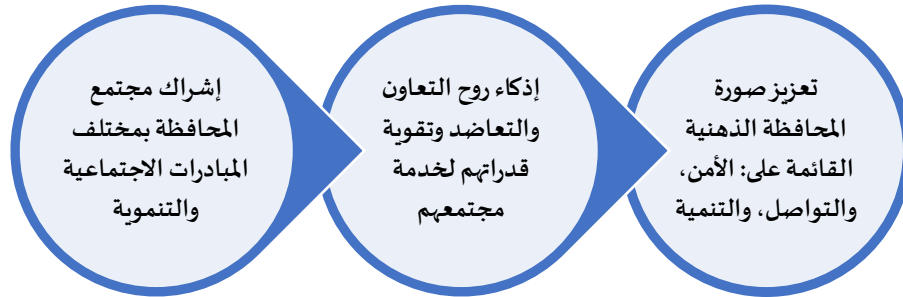 إشراك مجتمع
المحافظة بمختلف
المبادرات الاجتماعية
والتنموية
إذكاء روح التعاون
والتعاضد وتقوية
قدراتهم لخدمة
مجتمعهم
تعزيز صورة
المحافظة الذهنية
القائمة على: الأمن،
والتواصل، والتنمية